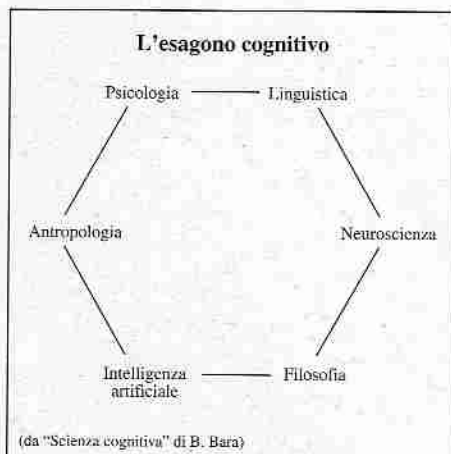 L'esagono cognitivo
Psicologia Linguistica
Antropologia Neuroscienza
Intelligenza
artificiale Filosofia
(da "Scienza cognitiva" di B. Bara)